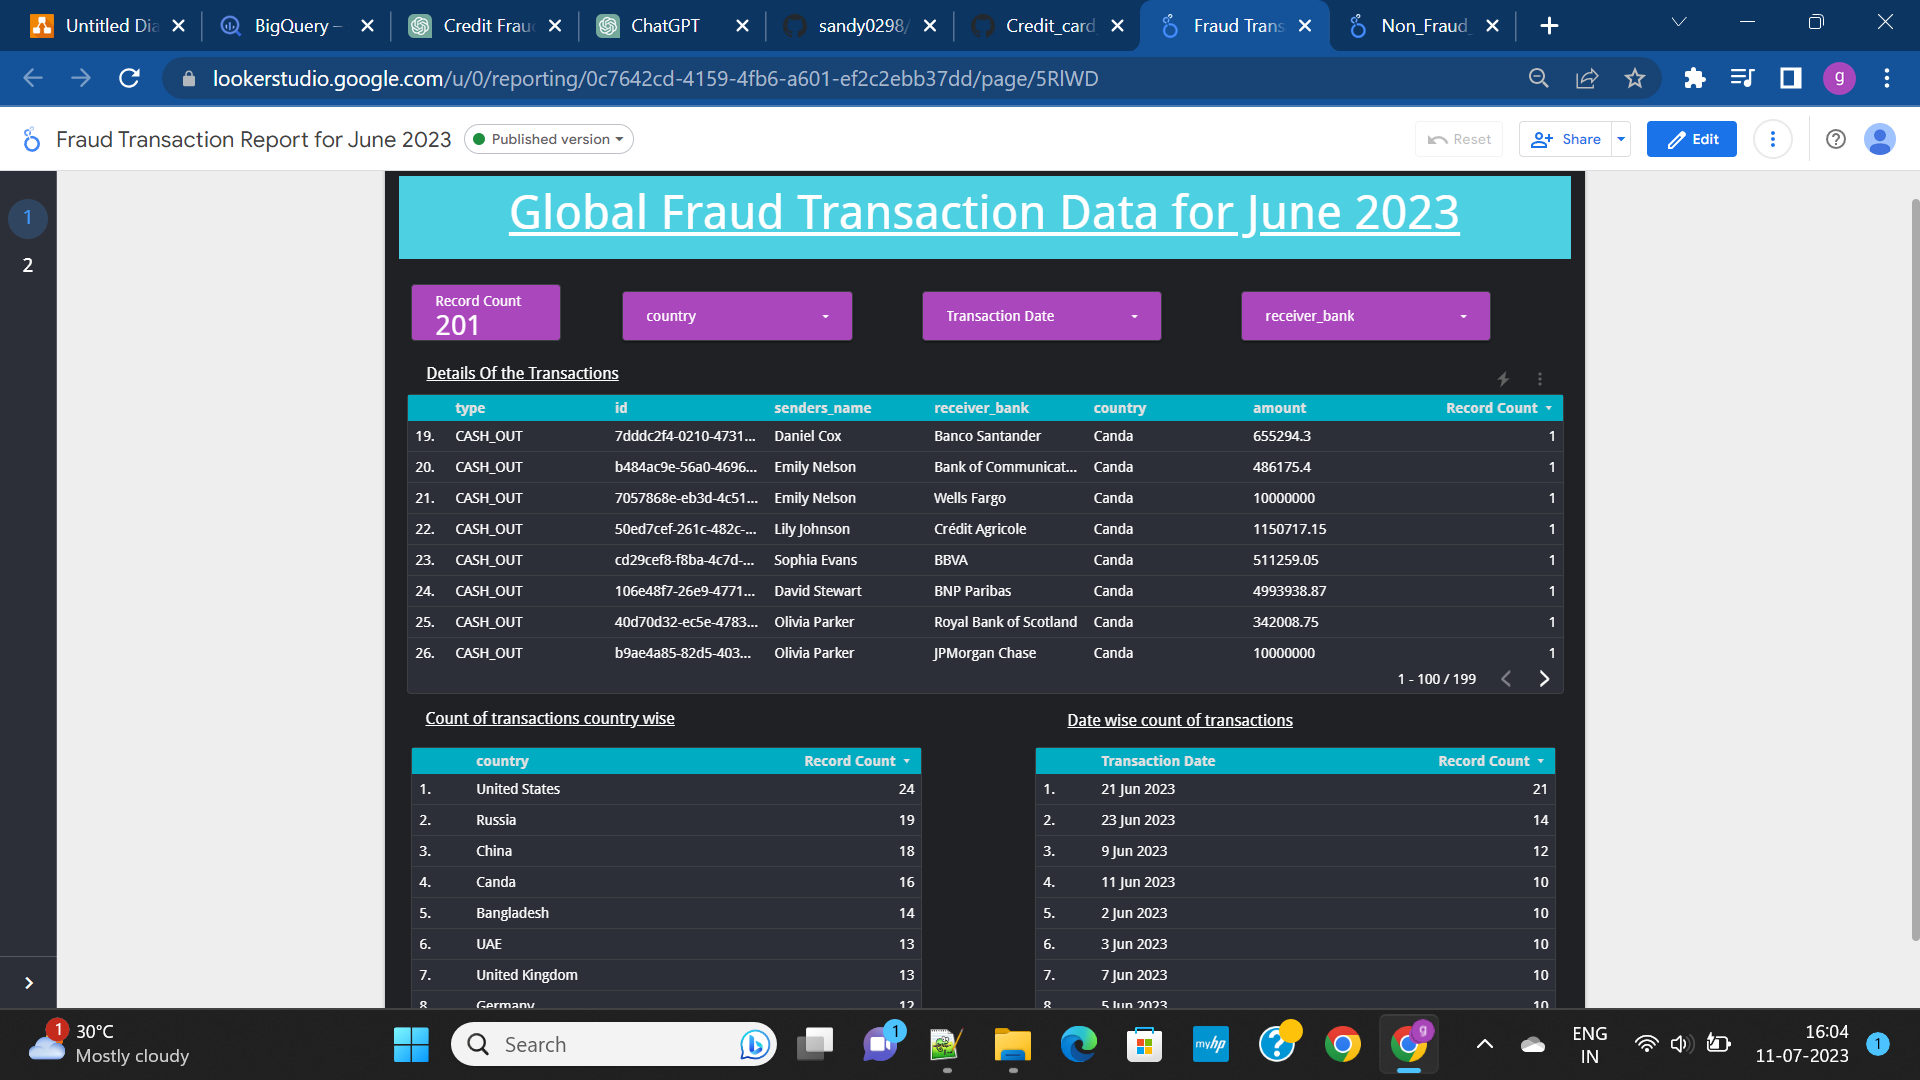 Untitled Dia
BigQuery –
Credit Frau
ChatGPT
sandy0298/
Credit_card
Fraud Trans
Non_Fraud_
lookerstudio.google.com/u/0/reporting/0c7642cd-4159-4fb6-a601-ef2c2ebb37dd/page/5RlWD
g
Fraud Transaction Report for June 2023
Published version
Reset
Share
Edit
1
2
Global Fraud Transaction Data for June 2023
Record Count
201
country
Transaction Date
receiver_bank
Details Of the Transactions
type id senders_name receiver_bank country amount Record Count
19. CASH_OUT 7dddc2f4-0210-4731... Daniel Cox Banco Santander Canda 655294.3 1
20. CASH_OUT b484ac9e-56a0-4696... Emily Nelson Bank of Communicat... Canda 486175.4 1
21. CASH_OUT 7057868e-eb3d-4c51... Emily Nelson Wells Fargo Canda 10000000 1
22. CASH_OUT 50ed7cef-261c-482c-... Lily Johnson Crédit Agricole Canda 1150717.15 1
23. CASH_OUT cd29cef8-f8ba-4c7d-... Sophia Evans BBVA Canda 511259.05 1
24. CASH_OUT 106e48f7-26e9-4771... David Stewart BNP Paribas Canda 4993938.87 1
25. CASH_OUT 40d70d32-ec5e-4783... Olivia Parker Royal Bank of Scotland Canda 342008.75 1
26. CASH_OUT b9ae4a85-82d5-403... Olivia Parker JPMorgan Chase Canda 10000000 1
1 - 100 / 199
Count of transactions country wise
country Record Count
1. United States 24
2. Russia 19
3. China 18
4. Canda 16
5. Bangladesh 14
6. UAE 13
7. United Kingdom 13
8. Germany 12
Date wise count of transactions
Transaction Date Record Count
1. 21 Jun 2023 21
2. 23 Jun 2023 14
3. 9 Jun 2023 12
4. 11 Jun 2023 10
5. 2 Jun 2023 10
6. 3 Jun 2023 10
7. 7 Jun 2023 10
8. 5 Jun 2023 10
1
30°C
Mostly cloudy
Search
1
myhp
g
ENG
IN
16:04
11-07-2023
1